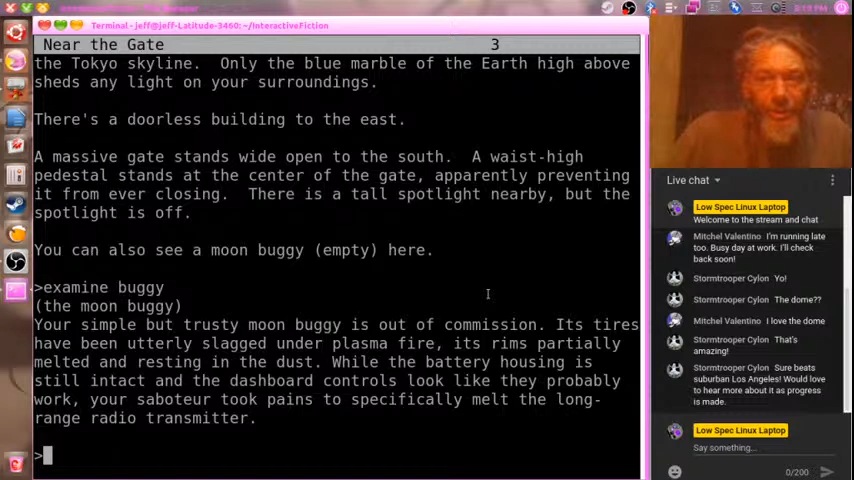 3:13 PM
Terminal - jeff@jeff-Latitude-3460:~/InteractiveFiction
Near the Gate 3
the Tokyo skyline. Only the blue marble of the Earth high above
sheds any light on your surroundings.
There's a doorless building to the east.
A massive gate stands wide open to the south. A waist-high
pedestal stands at the center of the gate, apparently preventing
it from ever closing. There is a tall spotlight nearby, but the
spotlight is off.
You can also see a moon buggy (empty) here.
>examine buggy
(the moon buggy)
Your simple but trusty moon buggy is out of commission. Its tires
have been utterly slagged under plasma fire, its rims partially
melted and resting in the dust. While the battery housing is
still intact and the dashboard controls look like they probably
work, your saboteur took pains to specifically melt the long-
range radio transmitter.
>
Live chat
Low Spec Linux Laptop
Welcome to the stream and chat
Mitchel Valentino I'm running late
too. Busy day at work. I'll check
back soon!
Stormtrooper Cylon Yo!
Stormtrooper Cylon The dome??
Mitchel Valentino I love the dome
Stormtrooper Cylon That's
amazing!
Stormtrooper Cylon Sure beats
suburban Los Angeles! Would love
to hear more about it as progress
is made.
Low Spec Linux Laptop
Say something...
0/200